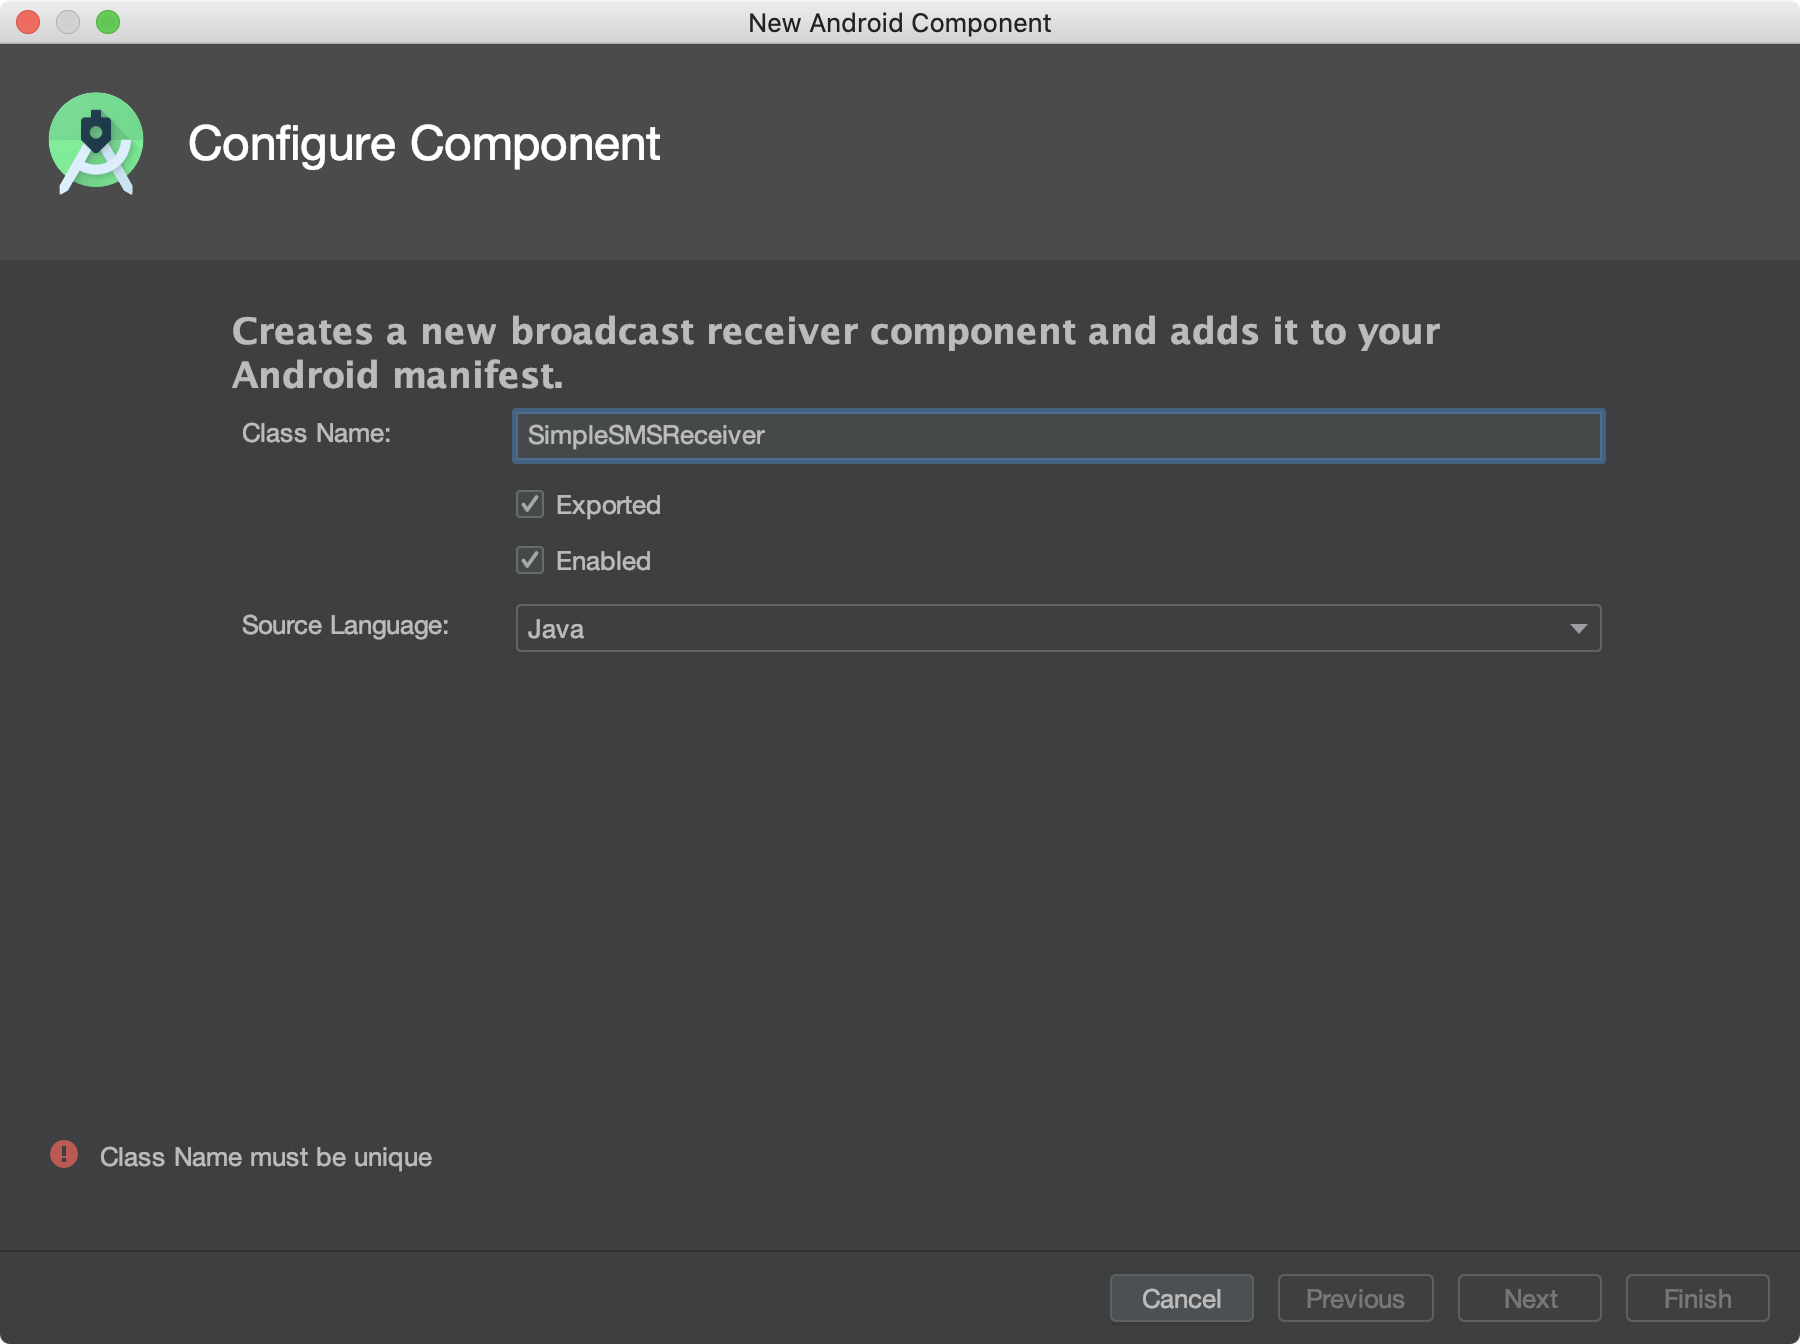 New Android Component
Configure Component
Creates a new broadcast receiver component and adds it to your
Android manifest.
Class Name:
SimpleSMSReceiver
Exported
Enabled
Source Language:
Java
Class Name must be unique
Cancel
Previous
Next
Finish